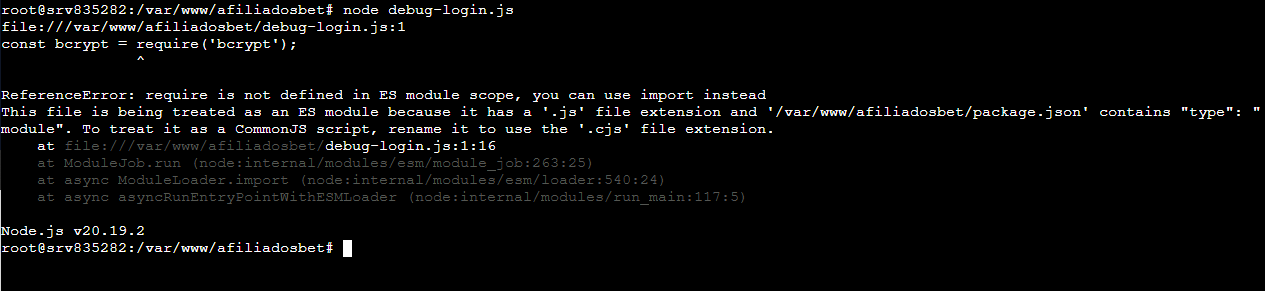 root@srv835282:/var/www/afiliadosbet# node debug-login.js
file:///var/www/afiliadosbet/debug-login.js:1
const bcrypt = require('bcrypt');
               ^
ReferenceError: require is not defined in ES module scope, you can use import instead
This file is being treated as an ES module because it has a '.js' file extension and '/var/www/afiliadosbet/package.json' contains "type": "
module". To treat it as a CommonJS script, rename it to use the '.cjs' file extension.
    at file:///var/www/afiliadosbet/debug-login.js:1:16
    at ModuleJob.run (node:internal/modules/esm/module_job:263:25)
    at async ModuleLoader.import (node:internal/modules/esm/loader:540:24)
    at async asyncRunEntryPointWithESMLoader (node:internal/modules/run_main:117:5)
Node.js v20.19.2
root@srv835282:/var/www/afiliadosbet#